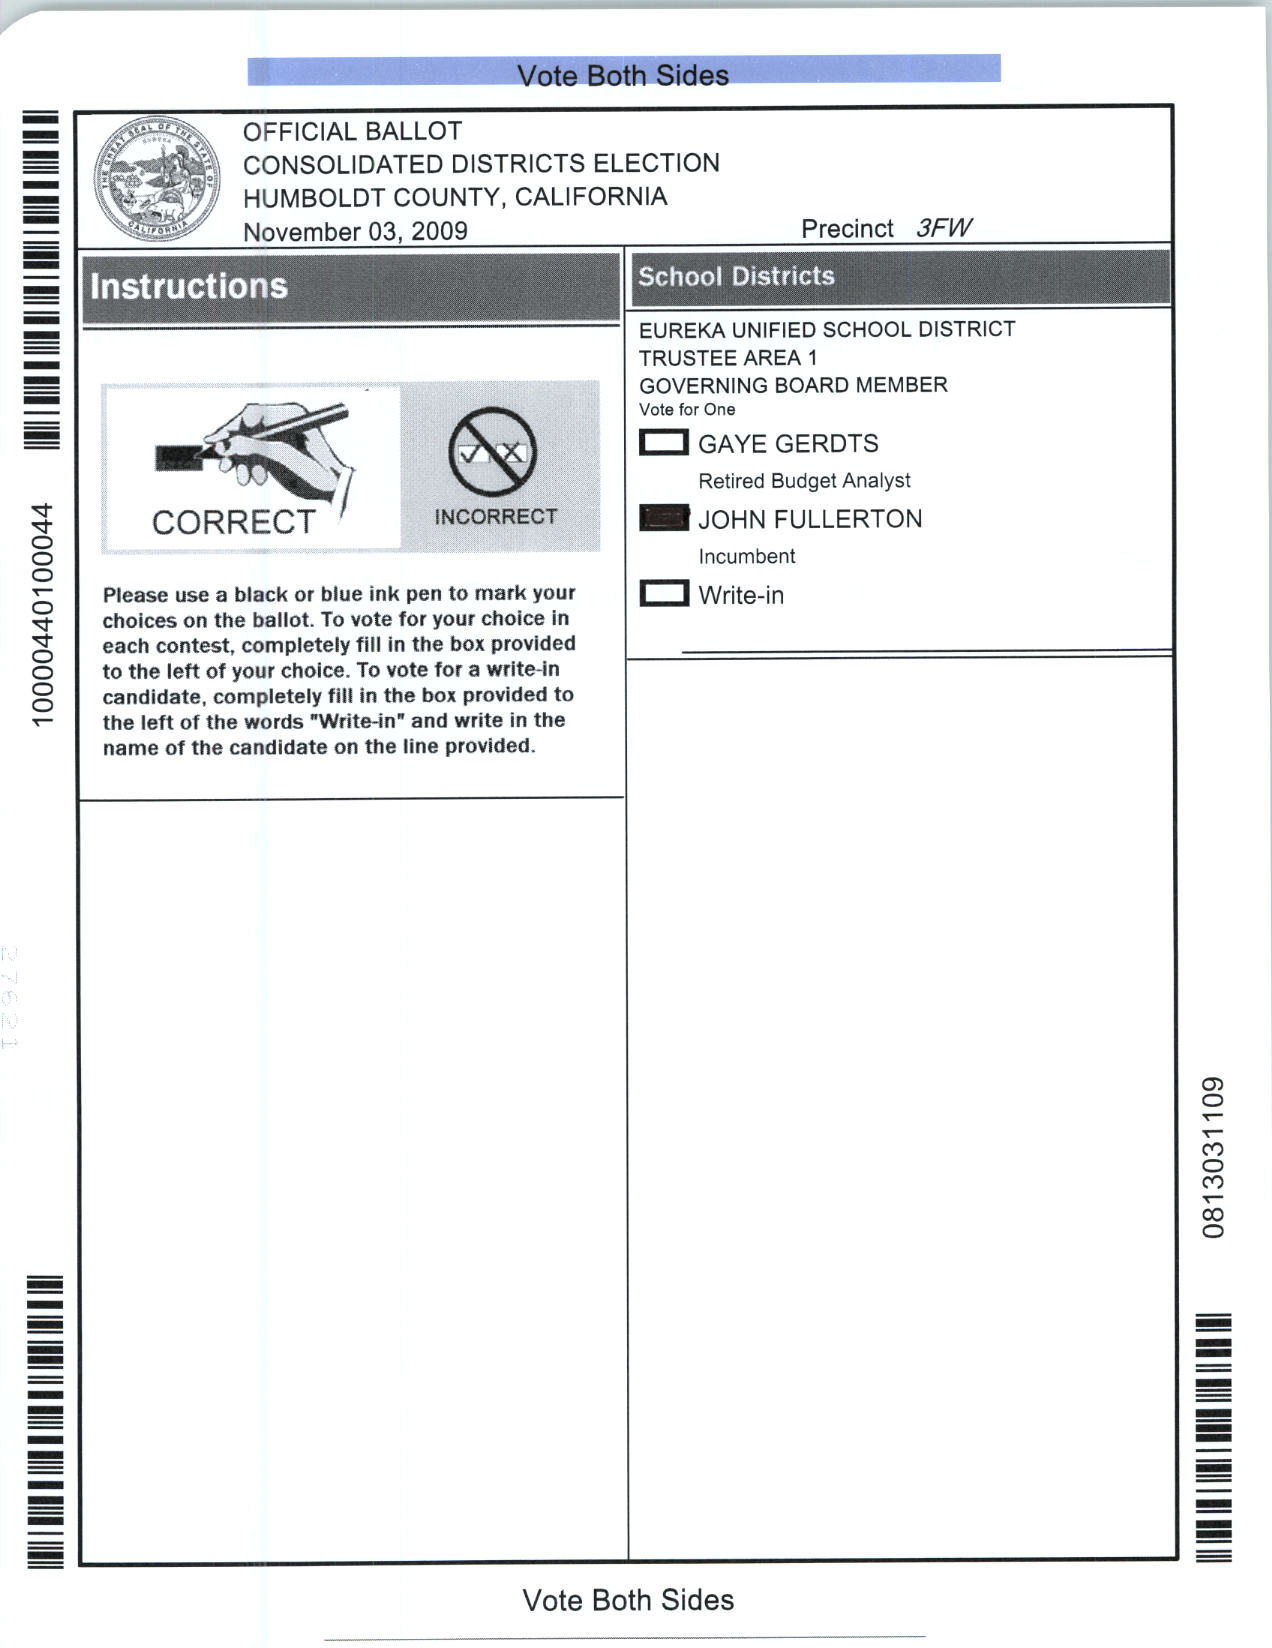 Vote Both Sides
THE GREAT SEAL OF THE STATE OF CALIFORNIA
EUREKA
OFFICIAL BALLOT
CONSOLIDATED DISTRICTS ELECTION
HUMBOLDT COUNTY, CALIFORNIA
November 03, 2009
Precinct 3FW
Instructions
CORRECT
INCORRECT
Please use a black or blue ink pen to mark your
choices on the ballot. To vote for your choice in
each contest, completely fill in the box provided
to the left of your choice. To vote for a write-in
candidate, completely fill in the box provided to
the left of the words "Write-in" and write in the
name of the candidate on the line provided.
School Districts
EUREKA UNIFIED SCHOOL DISTRICT
TRUSTEE AREA 1
GOVERNING BOARD MEMBER
Vote for One
GAYE GERDTS
Retired Budget Analyst
JOHN FULLERTON
Incumbent
Write-in
1000044010044
27621
0813031109
Vote Both Sides